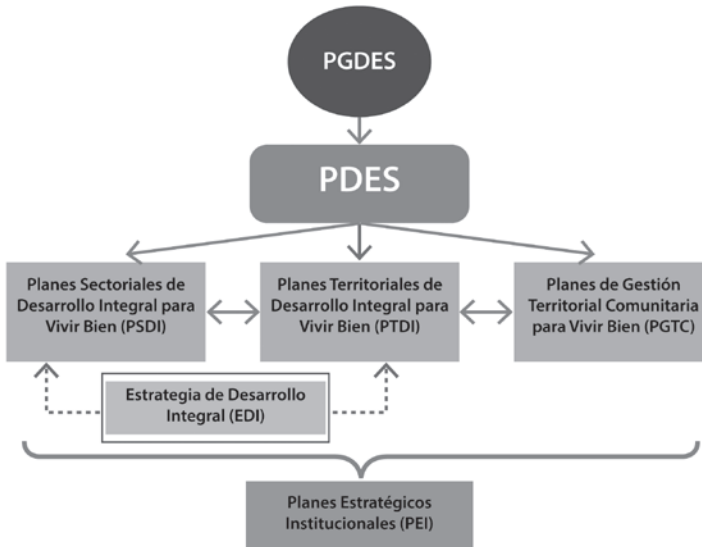 PGDES
PDES
Planes Sectoriales de
Desarrollo Integral para
Vivir Bien (PSDI)
Planes Territoriales de
Desarrollo Integral para
Vivir Bien (PTDI)
Planes de Gestión
Territorial Comunitaria
para Vivir Bien (PGTC)
Estrategia de Desarrollo
Integral (EDI)
Planes Estratégicos
Institucionales (PEI)